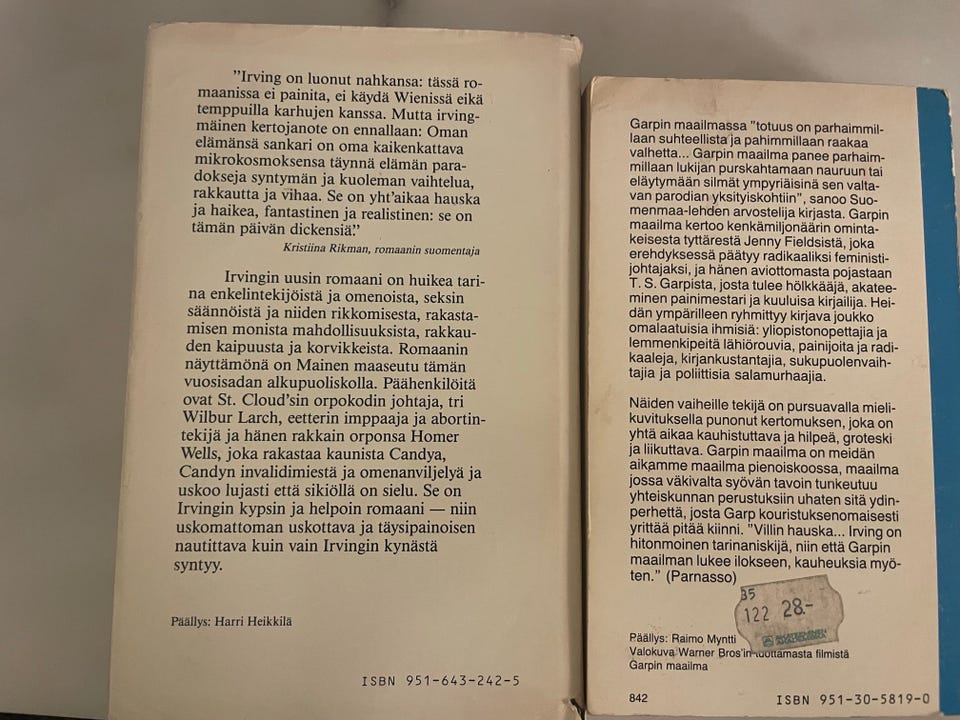 "Irving on luonut nahkansa: tässä ro-
maanissa ei painita, ei käydä Wienissä eikä
temppuilla karhujen kanssa. Mutta irving-
mäinen kertojanote on ennallaan: Oman
elämänsä sankari on oma kaikenkattava
mikrokosmoksensa täynnä elämän para-
dokseja syntymän ja kuoleman vaihtelua,
rakkautta ja vihaa. Se on yht'aikaa hauska
ja haikea, fantastinen ja realistinen: se on
tämän päivän dickensiä."
Kristiina Rikman, romaanin suomentaja
Irvingin uusin romaani on huikea tari-
na enkelintekijöistä ja omenoista, seksin
säännöistä ja niiden rikkomisesta, rakasta-
misen monista mahdollisuuksista, rakkau-
den kaipuusta ja korvikkeista. Romaanin
näyttämönä on Mainen maaseutu tämän
vuosisadan alkupuoliskolla. Päähenkilöitä
ovat St. Cloud'sin orpokodin johtaja, tri
Wilbur Larch, eetterin imppaaja ja abortin-
tekijä ja hänen rakkain orponsa Homer
Wells, joka rakastaa kaunista Candya,
Candyn invalidimiestä ja omenanviljelyä ja
uskoo lujasti että sikiöllä on sielu. Se on
Irvingin kypsin ja helpoin romaani — niin
uskomattoman uskottava ja täysipainoisen
nautittava kuin vain Irvingin kynästä
syntyy.
Päällys: Harri Heikkilä
ISBN 951-643-242-5
Garpin maailmassa "totuus on parhaimmil-
laan suhteellista ja pahimmillaan raakaa
valhetta... Garpin maailma panee parhaim-
millaan lukijan purskahtamaan nauruun tai
eläytymään silmät ympyriäisinä sen valta-
van parodian yksityiskohtiin", sanoo Suo-
menmaa-lehden arvostelija kirjasta. Garpin
maailma kertoo kenkämiljonäärin ominta-
keisesta tyttärestä Jenny Fieldsistä, joka
erehdyksessä päätyy radikaaliksi feministi-
johtajaksi, ja hänen aviottomasta pojastaan
T. S. Garpista, josta tulee hölkkääjä, akatee-
minen painimestari ja kuuluisa kirjailija. Hei-
dän ympärilleen ryhmittyy kirjava joukko
omalaatuisia ihmisiä: yliopistonopettajia ja
lemmenkipeitä lähiörouvia, painijoita ja radi-
kaaleja, kirjankustantajia, sukupuolenvaih-
tajia ja poliittisia salamurhaajia.
Näiden vaiheille tekijä on pursuavalla mieli-
kuvituksella punonut kertomuksen, joka on
yhtä aikaa kauhistuttava ja hilpeä, groteski
ja liikuttava. Garpin maailma on meidän
aikamme maailma pienoiskoossa, maailma
jossa väkivalta syövän tavoin tunkeutuu
yhteiskunnan perustuksiin uhaten sitä ydin-
perhettä, josta Garp kouristuksenomaisesti
yrittää pitää kiinni. "Villin hauska... Irving on
hitonmoinen tarinaniskijä, niin että Garpin
maailman lukee ilokseen, kauheuksia myö-
ten." (Parnasso)
35
122 28.-
AKATEEMINEN
Päällys: Raimo Myntti
Valokuva Warner Bros'in tuottamasta filmistä
Garpin maailma
842
ISBN 951-30-5819-0